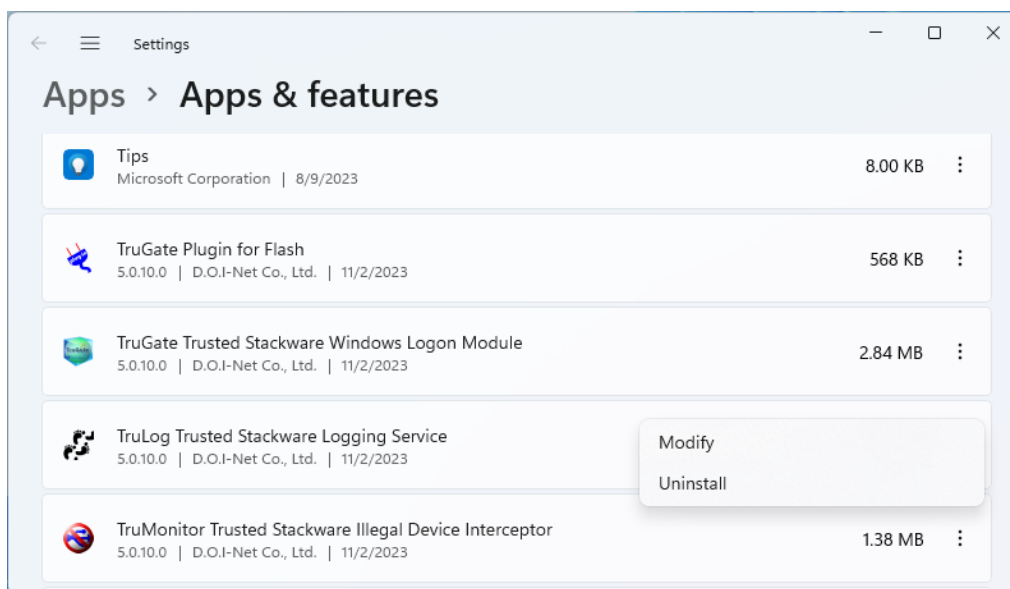 Settings
Apps > Apps & features
Tips
Microsoft Corporation | 8/9/2023
8.00 KB
TruGate Plugin for Flash
5.0.10.0 | D.O.I-Net Co., Ltd. | 11/2/2023
568 KB
TruGate Trusted Stackware Windows Logon Module
5.0.10.0 | D.O.I-Net Co., Ltd. | 11/2/2023
2.84 MB
TruLog Trusted Stackware Logging Service
5.0.10.0 | D.O.I-Net Co., Ltd. | 11/2/2023
Modify
Uninstall
TruMonitor Trusted Stackware Illegal Device Interceptor
5.0.10.0 | D.O.I-Net Co., Ltd. | 11/2/2023
1.38 MB